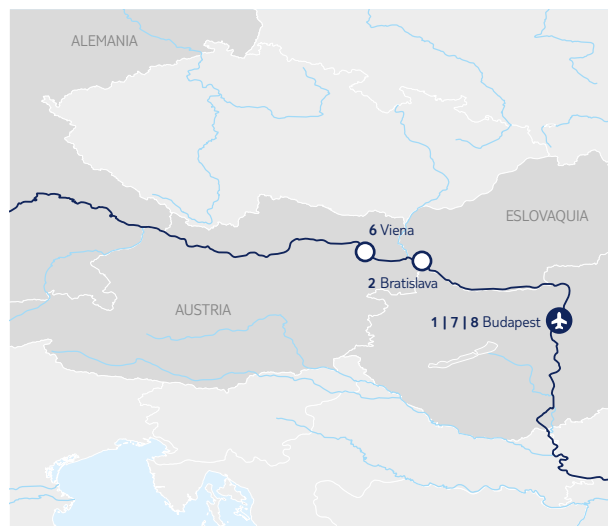 ALEMANIA
ESLOVAQUIA
6 Viena
2 Bratislava
AUSTRIA
1 | 7 | 8 Budapest